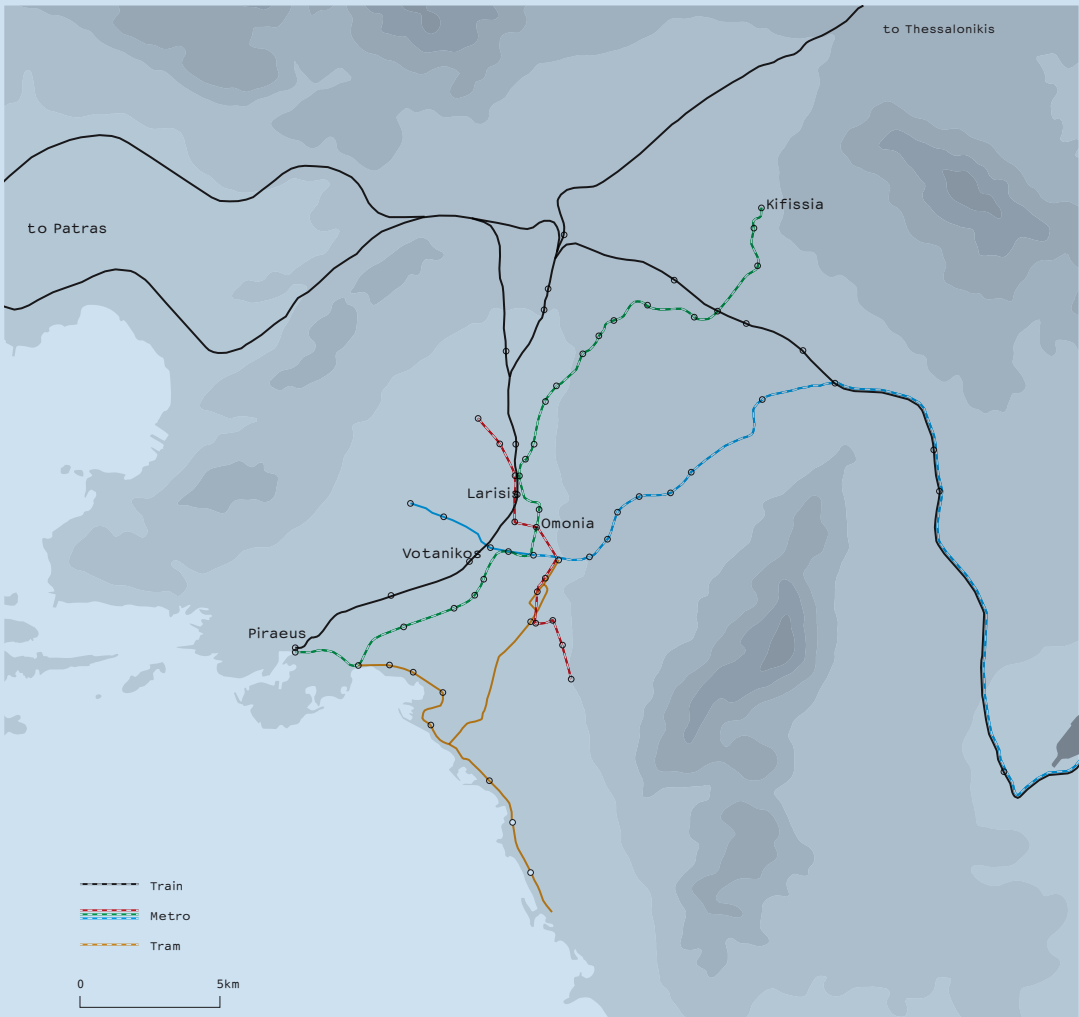 to Thessalonikis
Kifissia
to Patras
Larisis
Omonia
Votanikos
Piraeus
Train
Metro
Tram
0 5km